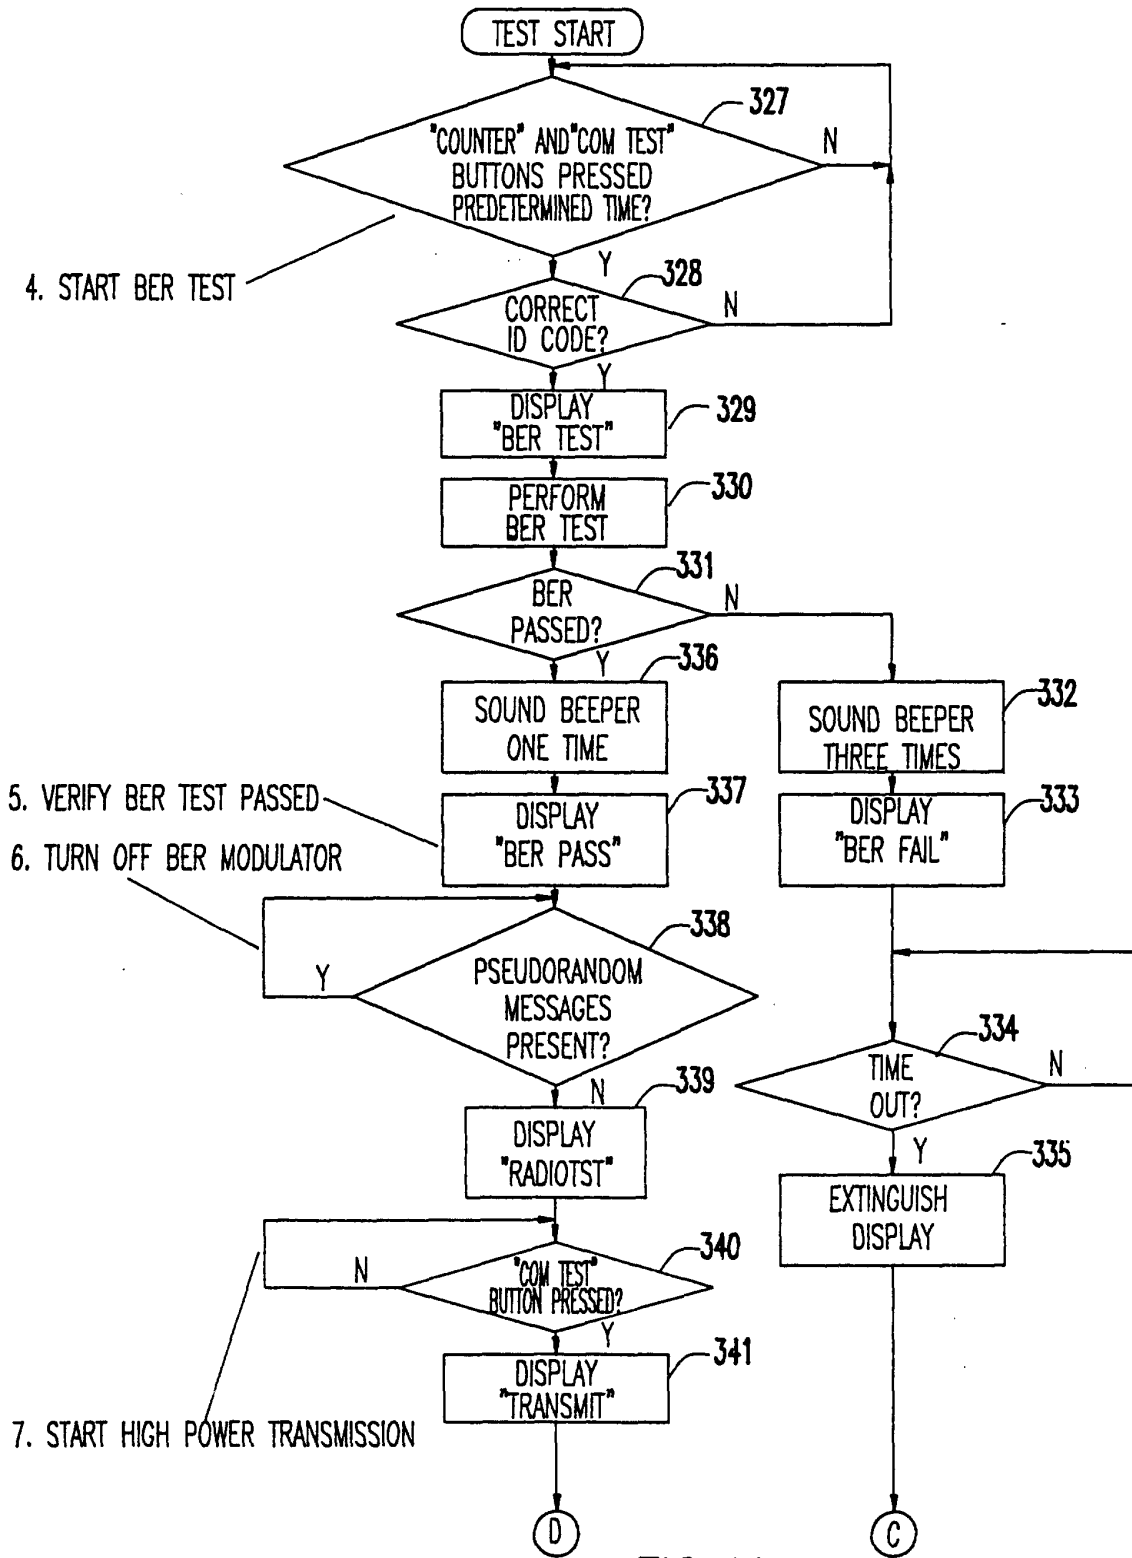 TEST START
327
"COUNTER" AND "COM TEST"
BUTTONS PRESSED
PREDETERMINED TIME?
N
Y
4. START BER TEST
328
CORRECT
ID CODE?
N
Y
DISPLAY
"BER TEST"
329
PERFORM
BER TEST
330
331
BER
PASSED?
N
Y
336
SOUND BEEPER
ONE TIME
332
SOUND BEEPER
THREE TIMES
5. VERIFY BER TEST PASSED
337
DISPLAY
"BER PASS"
333
DISPLAY
"BER FAIL"
6. TURN OFF BER MODULATOR
338
PSEUDORANDOM
MESSAGES
PRESENT?
Y
N
334
TIME
OUT?
N
Y
339
DISPLAY
"RADIOTST"
335
EXTINGUISH
DISPLAY
340
"COM TEST"
BUTTON PRESSED?
N
Y
341
DISPLAY
"TRANSMIT"
7. START HIGH POWER TRANSMISSION
D
C